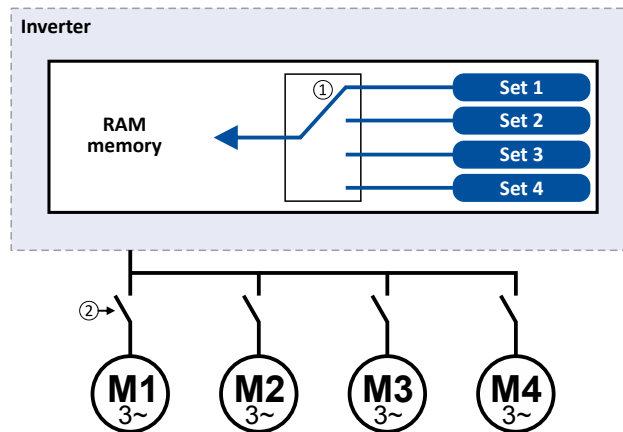 Inverter
①
RAM
memory
Set 1
Set 2
Set 3
Set 4
②
M1
3~
M2
3~
M3
3~
M4
3~